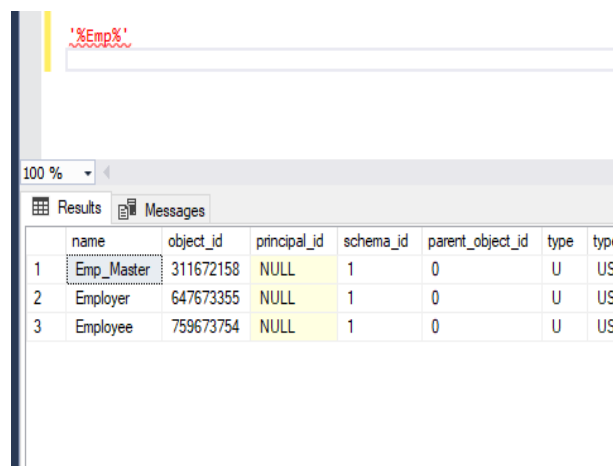 '%Emp%'
100 %
Results Messages
name object_id principal_id schema_id parent_object_id type
1 Emp_Master 311672158 NULL 1 0 U
2 Employer 647673355 NULL 1 0 U
3 Employee 759673754 NULL 1 0 U